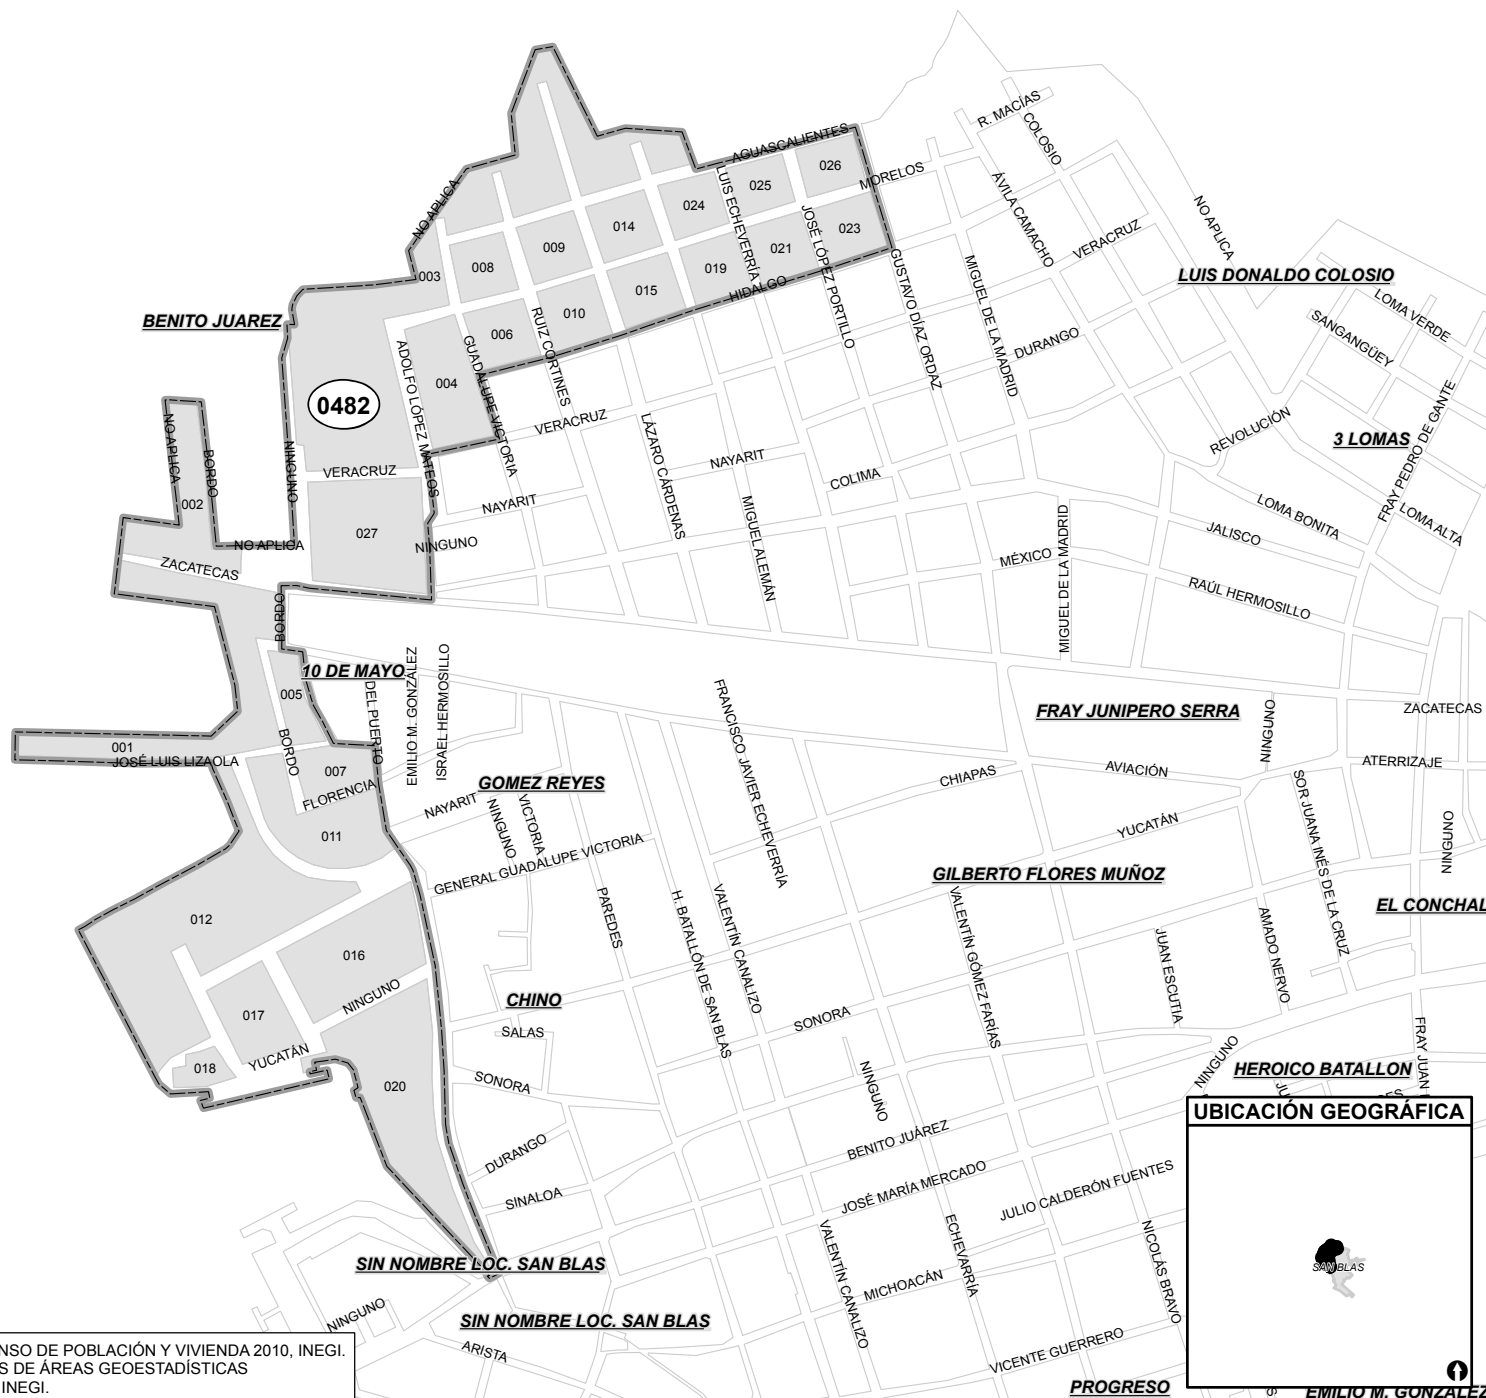 R. MACÍAS
COLOSIO
AGUASCALIENTES
026
MORELOS
025
LUIS ECHEVERRÍA
024
ÁVILA CAMACHO
NO APLICA
NO APLICA
JOSÉ LÓPEZ PORTILLO
014
023
009
021
VERACRUZ
008
019
003
GUSTAVO DÍAZ ORDAZ
MIGUEL DE LA MADRID
LUIS DONALDO COLOSIO
015
HIDALGO
LOMA VERDE
BENITO JUAREZ
010
RUIZ CORTINES
SANGANGÜEY
006
GUADALUPE VICTORIA
DURANGO
ADOLFO LÓPEZ MATEOS
004
0482
FRAY PEDRO DE GANTE
NO APLICA
BORDO
VERACRUZ
LÁZARO CÁRDENAS
REVOLUCIÓN
3 LOMAS
NINGUNO
NAYARIT
VERACRUZ
COLIMA
002
NAYARIT
MIGUEL ALEMÁN
LOMA BONITA
LOMA ALTA
027
MIGUEL DE LA MADRID
JALISCO
NO APLICA
NINGUNO
MÉXICO
ZACATECAS
RAÚL HERMOSILLO
BORDO
10 DE MAYO
EMILIO M. GONZÁLEZ
ISRAEL HERMOSILLO
005
DEL PUERTO
FRANCISCO JAVIER ECHEVERRÍA
FRAY JUNIPERO SERRA
NINGUNO
ZACATECAS
001
JOSÉ LUIS LIZAOLA
BORDO
007
ATERRIZAJE
AVIACIÓN
CHIAPAS
GOMEZ REYES
FLORENCIA
NAYARIT
NINGUNO
VICTORIA
SOR JUANA INÉS DE LA CRUZ
YUCATÁN
011
NINGUNO
GENERAL GUADALUPE VICTORIA
GILBERTO FLORES MUÑOZ
PAREDES
H. BATALLÓN DE SAN BLAS
VALENTÍN CANALIZO
VALENTÍN GÓMEZ FARÍAS
EL CONCHAL
012
AMADO NERVO
JUAN ESCUTIA
016
NINGUNO
CHINO
017
SONORA
SALAS
FRAY JUAN
YUCATÁN
018
NINGUNO
NINGUNO
HEROICO BATALLON
SONORA
020
UBICACIÓN GEOGRÁFICA
BENITO JUÁREZ
DURANGO
JOSÉ MARÍA MERCADO
JULIO CALDERÓN FUENTES
SINALOA
ECHEVARRÍA
VALENTÍN CANALIZO
NICOLÁS BRAVO
SIN NOMBRE LOC. SAN BLAS
SAN BLAS
MICHOACÁN
NINGUNO
SIN NOMBRE LOC. SAN BLAS
ARISTA
VICENTE GUERRERO
NSO DE POBLACIÓN Y VIVIENDA 2010, INEGI.
S DE ÁREAS GEOESTADÍSTICAS
INEGI.
PROGRESO
EMILIO M. GONZALEZ